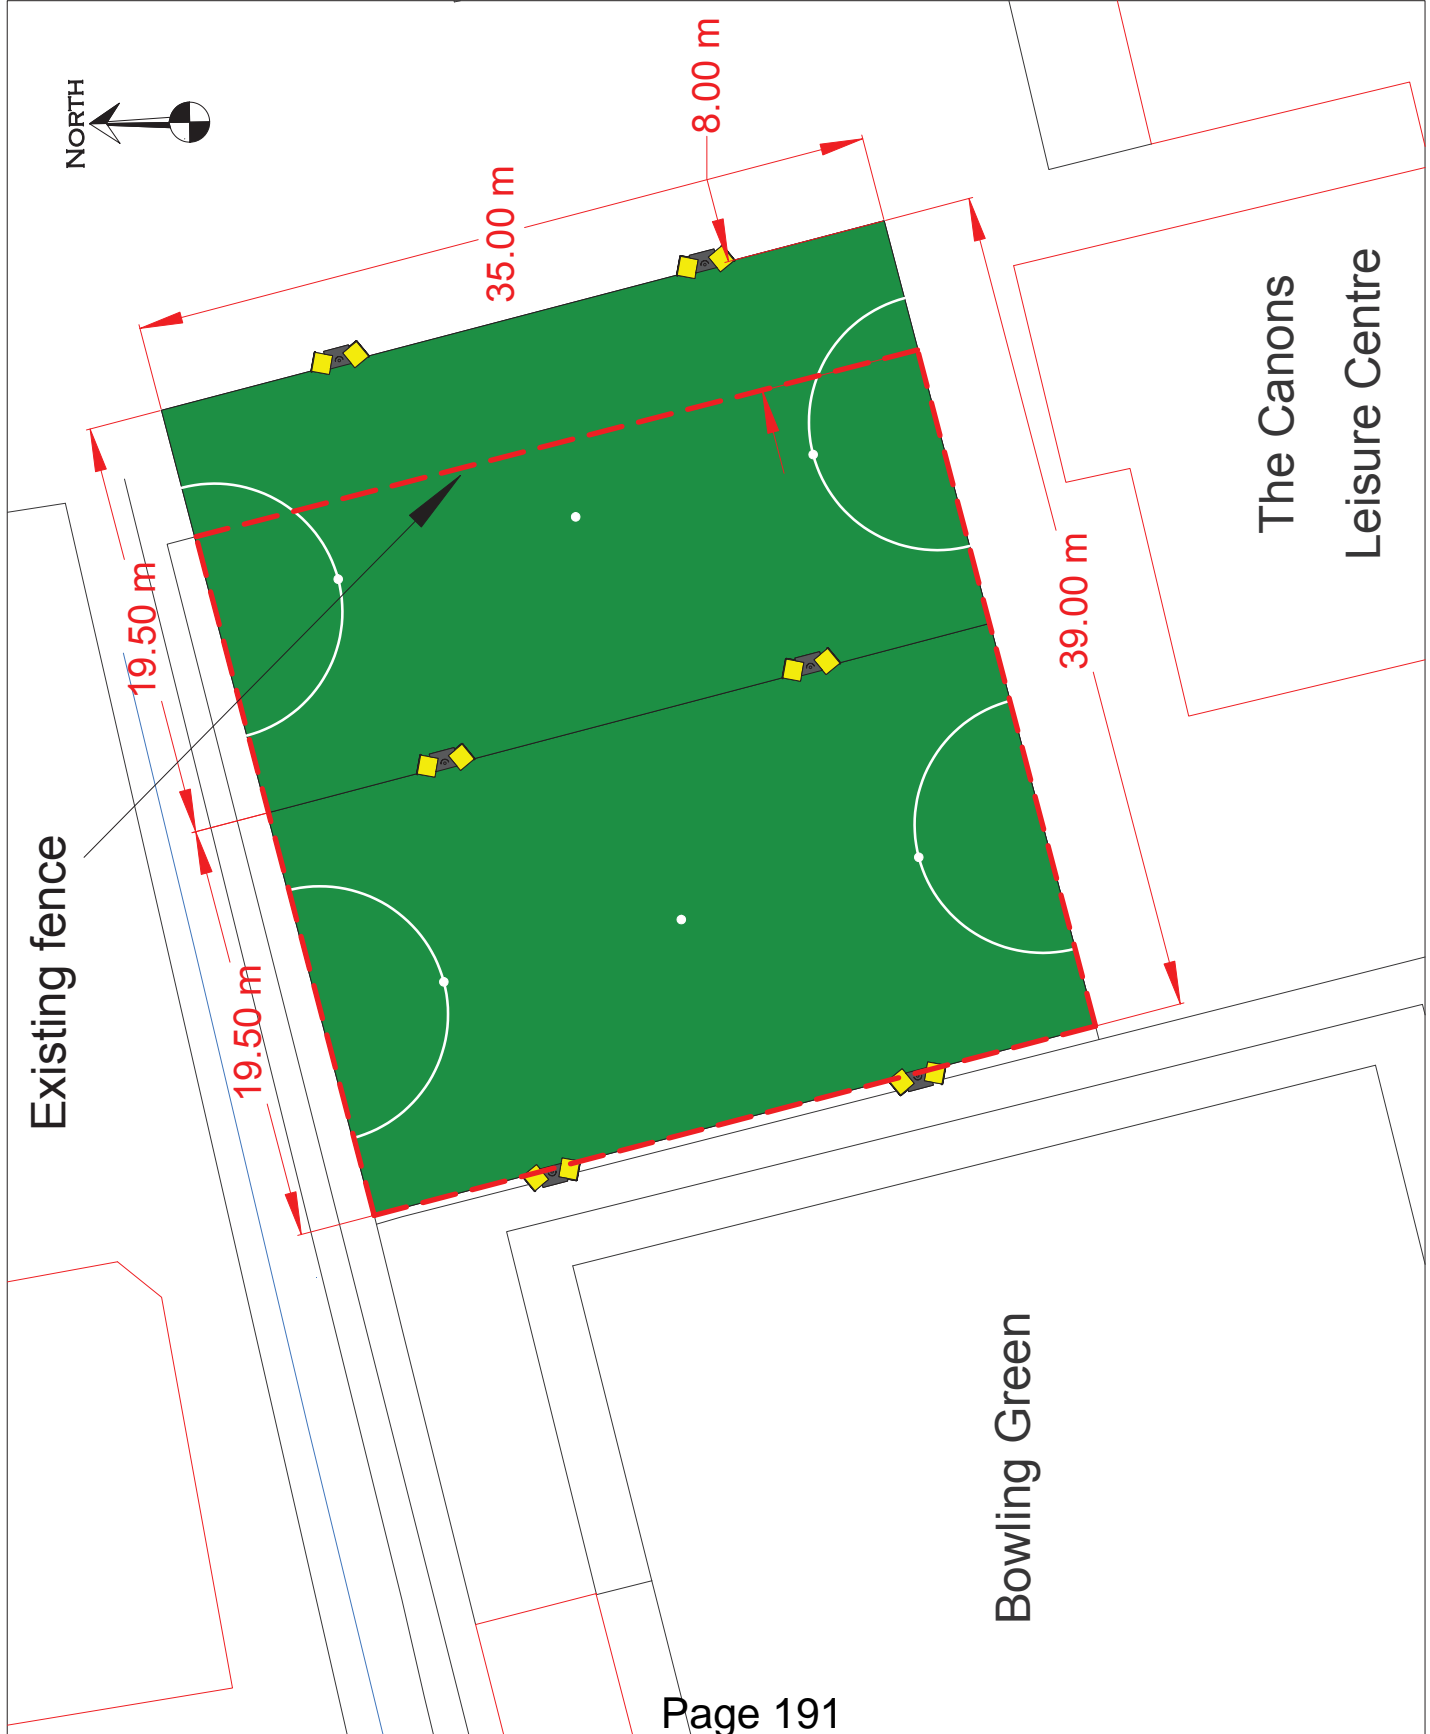 NORTH
8.00 m
35.00 m
The Canons
Leisure Centre
19.50 m
39.00 m
Existing fence
19.50 m
Bowling Green
Page 191